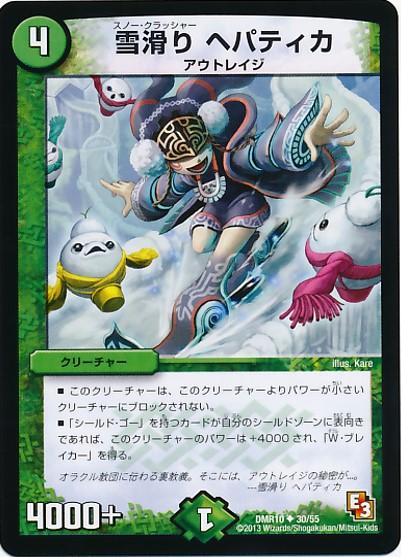 4
スノー・クラッシャー
雪滑り ヘパティカ
アウトレイジ
illus. Kare
クリーチャー
■ このクリーチャーは、このクリーチャーよりパワーが小さい
クリーチャーにブロックされない。
■「シールド・ゴー」を持つカードが自分のシールドゾーンに表向き
であれば、このクリーチャーのパワーは+4000され、「W・ブレ
イカー」を得る。
オラクル教団に伝わる裏教義。そこには、アウトレイジの秘密が…。
---雪滑り ヘパティカ
4000+
1
DMR10 ◆ 30/55
©2013 Wizards/Shogakukan/Mitsui-Kids
E3